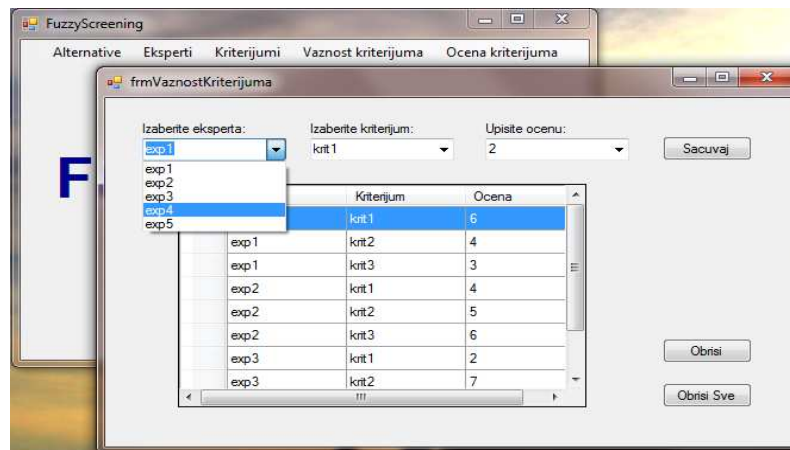 FuzzyScreening
Alternative Eksperti Kriterijumi Vaznost kriterijuma Ocena kriterijuma
frmVaznostKriterijuma
Izaberite eksperta: Izaberite kriterijum: Upisite ocenu:
exp1 krit1 2 Sacuvaj
exp1
exp2
exp3
exp4
exp5
F
Kriterijum Ocena
krit1 6
exp1 krit2 4
exp1 krit3 3
exp2 krit1 4
exp2 krit2 5
exp2 krit3 6
exp3 krit1 2
exp3 krit2 7
Obrisi
Obrisi Sve